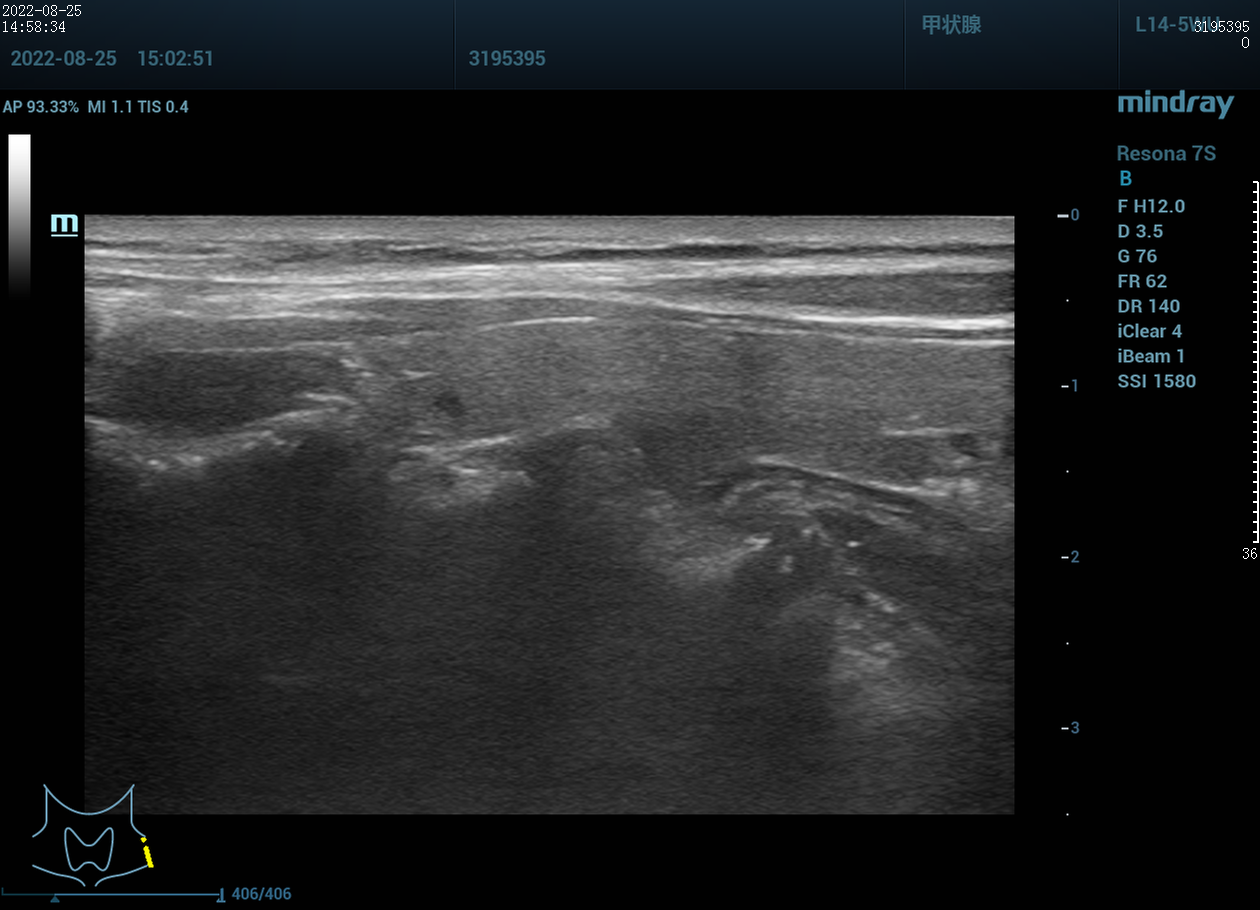 2022-08-25
14:58:34
甲状腺
L14-5WU
3195395
0
2022-08-25 15:02:51
3195395
AP 93.33% MI 1.1 TIS 0.4
mindray
Resona 7S
B
F H12.0
D 3.5
G 76
FR 62
DR 140
iClear 4
iBeam 1
SSI 1580
m
0
1
2
3
36
406/406